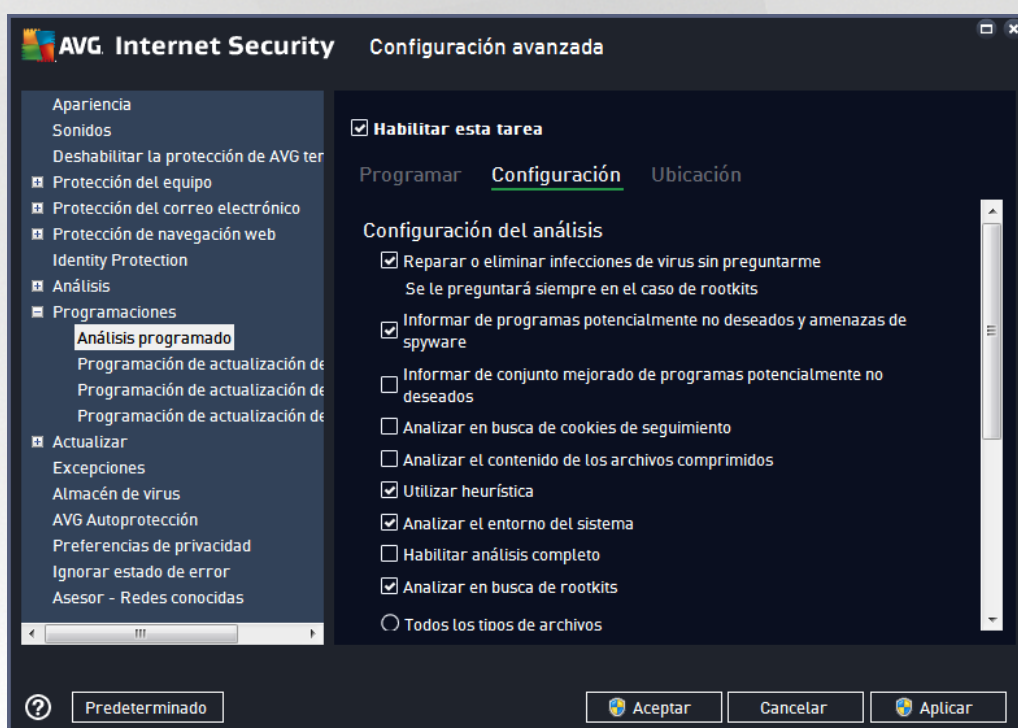 AVG. Internet Security
Configuración avanzada
Apariencia
Sonidos
Deshabilitar la protección de AVG ter
Protección del equipo
Protección del correo electrónico
Protección de navegación web
Identity Protection
Análisis
Programaciones
Análisis programado
Programación de actualización de
Programación de actualización de
Programación de actualización de
Actualizar
Excepciones
Almacén de virus
AVG Autoprotección
Preferencias de privacidad
Ignorar estado de error
Asesor - Redes conocidas
Habilitar esta tarea
Programar Configuración Ubicación
Configuración del análisis
Reparar o eliminar infecciones de virus sin preguntarme
Se le preguntará siempre en el caso de rootkits
Informar de programas potencialmente no deseados y amenazas de
spyware
Informar de conjunto mejorado de programas potencialmente no
deseados
Analizar en busca de cookies de seguimiento
Analizar el contenido de los archivos comprimidos
Utilizar heurística
Analizar el entorno del sistema
Habilitar análisis completo
Analizar en busca de rootkits
Todos los tipos de archivos
Predeterminado
Aceptar
Cancelar
Aplicar